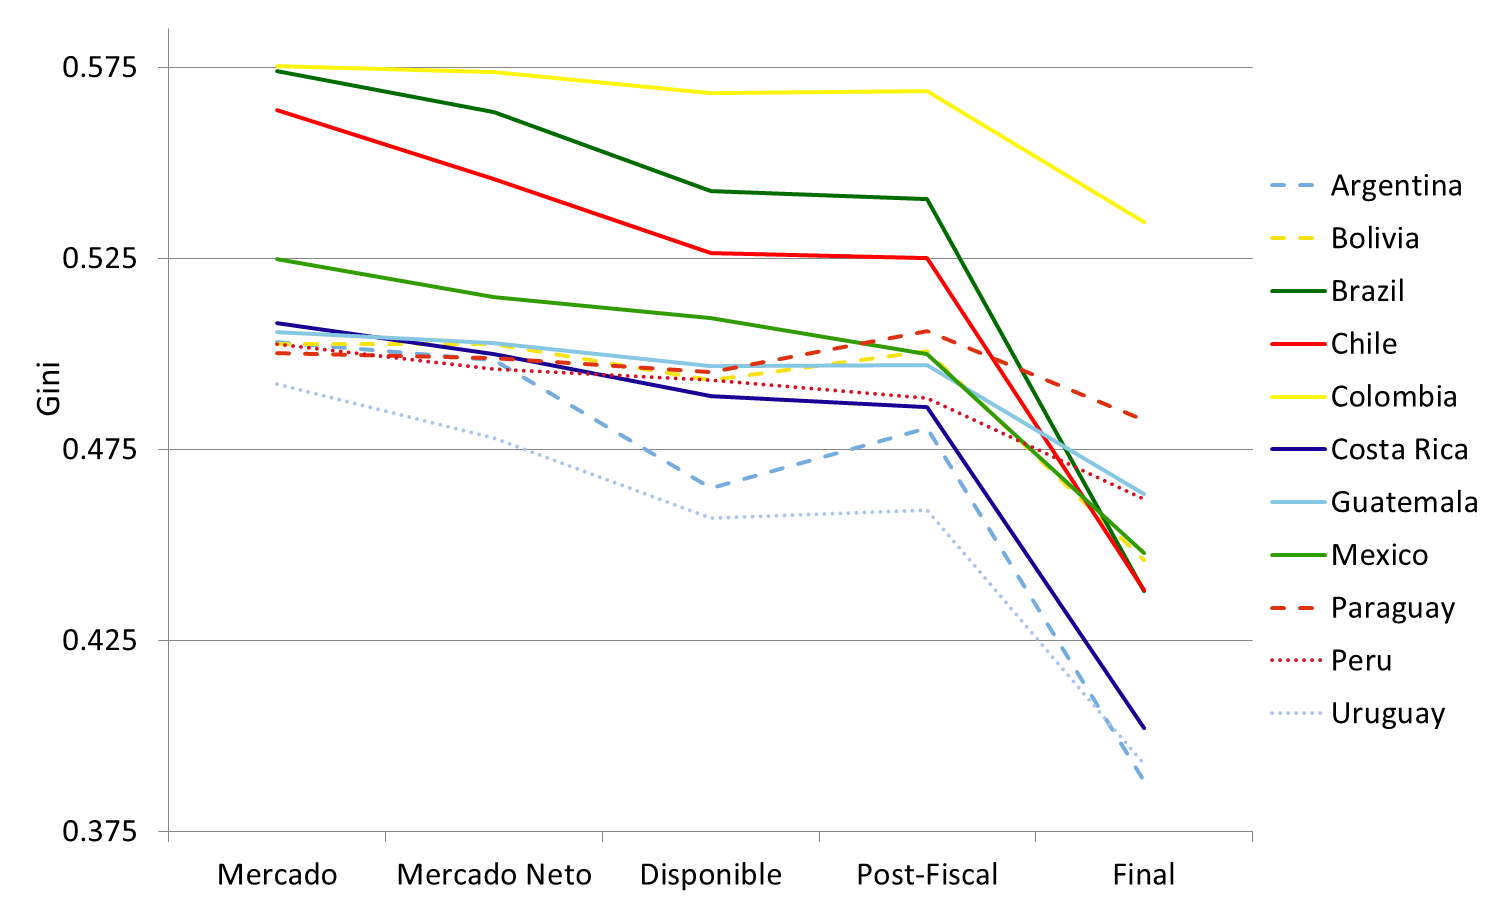 0.575
0.525
0.475
0.425
0.375
Gini
Mercado
Mercado Neto
Disponible
Post-Fiscal
Final
Argentina
Bolivia
Brazil
Chile
Colombia
Costa Rica
Guatemala
Mexico
Paraguay
Peru
Uruguay